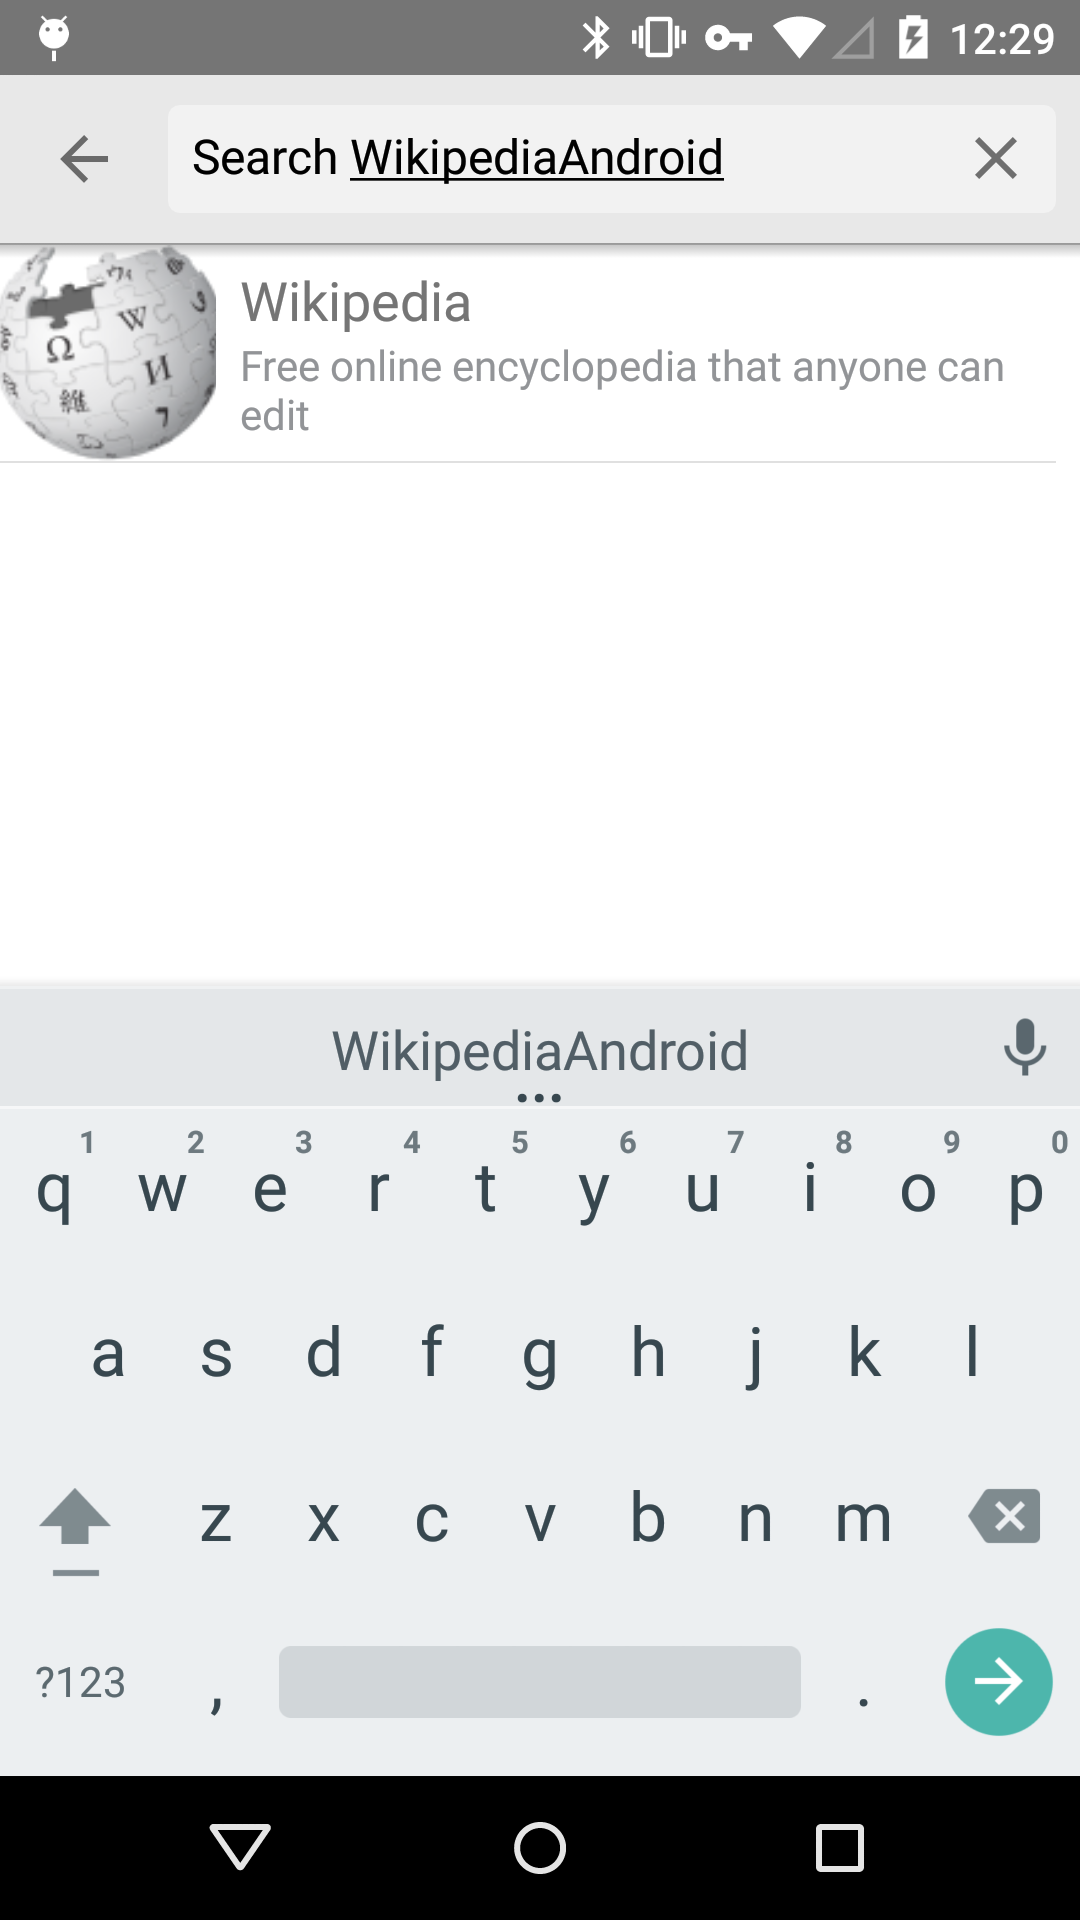 12:29
Search WikipediaAndroid
Wikipedia
Free online encyclopedia that anyone can
edit
Ω W И 維
WikipediaAndroid
1 2 3 4 5 6 7 8 9 0
q w e r t y u i o p
a s d f g h j k l
z x c v b n m
?123 , .